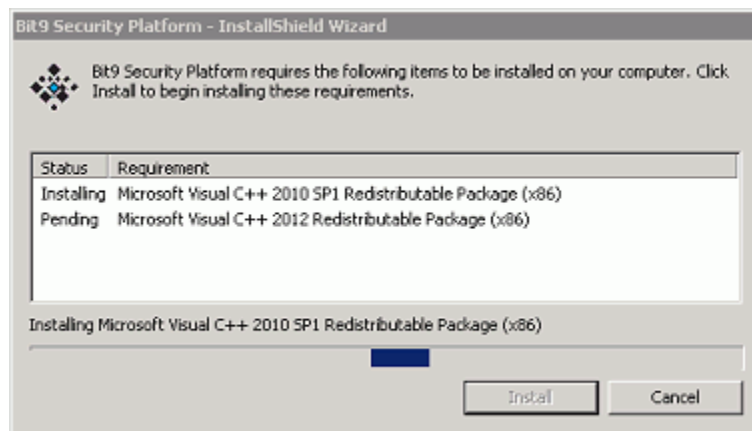 Bit9 Security Platform - InstallShield Wizard
Bit9 Security Platform requires the following items to be installed on your computer. Click
Install to begin installing these requirements.
Status Requirement
Installing Microsoft Visual C++ 2010 SP1 Redistributable Package (x86)
Pending Microsoft Visual C++ 2012 Redistributable Package (x86)
Installing Microsoft Visual C++ 2010 SP1 Redistributable Package (x86)
Install Cancel